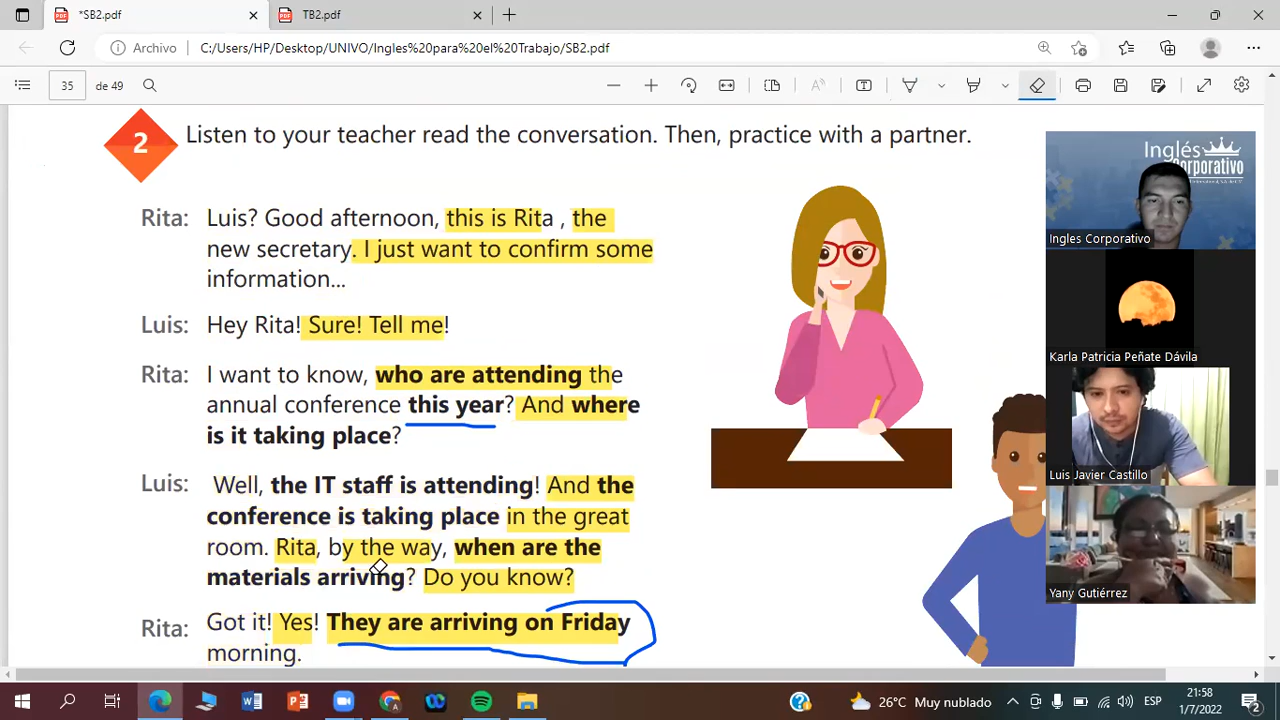 *SB2.pdf
TB2.pdf
Archivo
C:/Users/HP/Desktop/UNIVO/Ingles%20para%20el%20Trabajo/SB2.pdf
35 de 49
2 Listen to your teacher read the conversation. Then, practice with a partner.
Rita: Luis? Good afternoon, this is Rita , the
new secretary. I just want to confirm some
information...
Luis: Hey Rita! Sure! Tell me!
Rita: I want to know, who are attending the
annual conference this year? And where
is it taking place?
Luis: Well, the IT staff is attending! And the
conference is taking place in the great
room. Rita, by the way, when are the
materials arriving? Do you know?
Rita: Got it! Yes! They are arriving on Friday
morning.
Inglés
Corporativo
Ingles Corporativo
Karla Patricia Peñate Dávila
Luis Javier Castillo
Yany Gutiérrez
26°C Muy nublado
ESP
21:58
1/7/2022
2